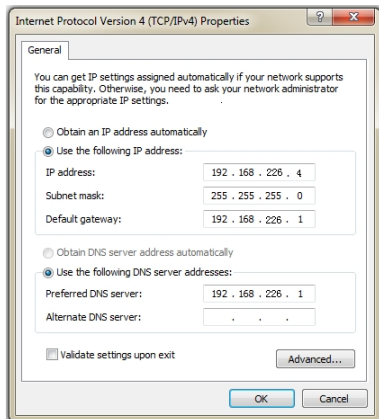 Internet Protocol Version 4 (TCP/IPv4) Properties
General
You can get IP settings assigned automatically if your network supports
this capability. Otherwise, you need to ask your network administrator
for the appropriate IP settings.
Obtain an IP address automatically
Use the following IP address:
IP address: 192 . 168 . 226 . 4
Subnet mask: 255 . 255 . 255 . 0
Default gateway: 192 . 168 . 226 . 1
Obtain DNS server address automatically
Use the following DNS server addresses:
Preferred DNS server: 192 . 168 . 226 . 1
Alternate DNS server: . . .
Validate settings upon exit
Advanced...
OK Cancel